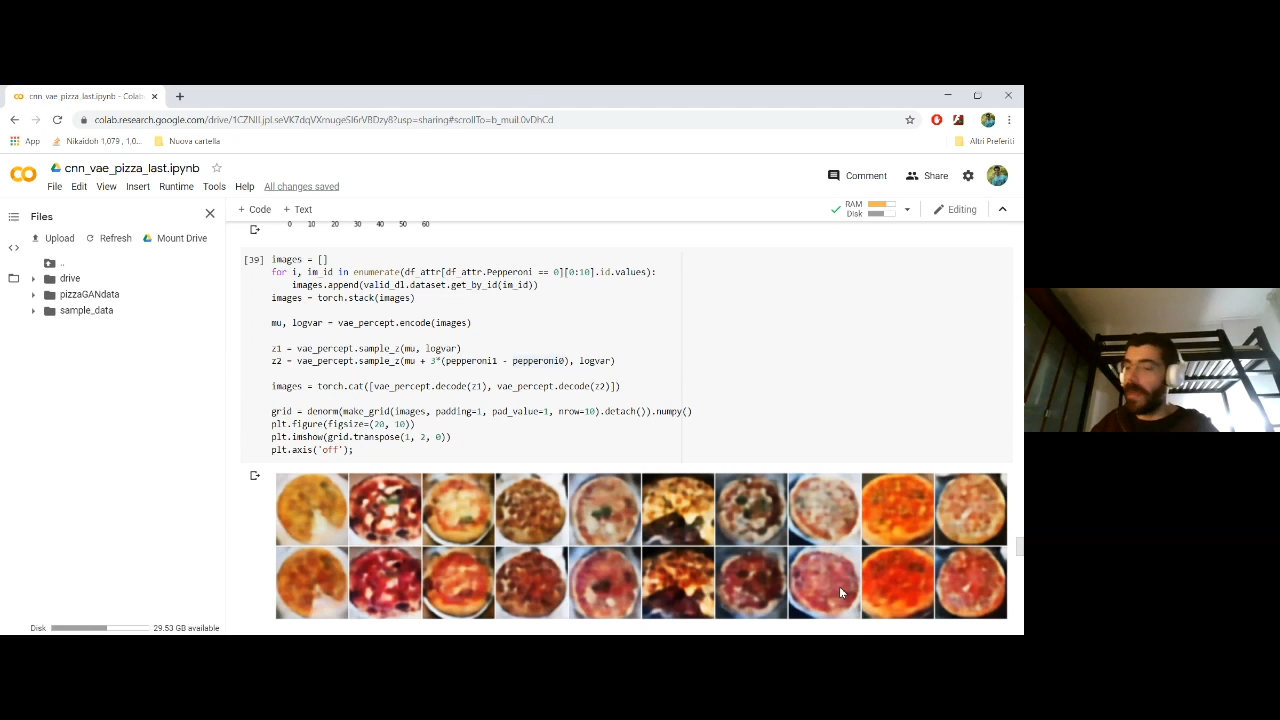 cnn_vae_pizza_last.ipynb - Colab
colab.research.google.com/drive/
App
Nikaidoh 1,079 , 1,0...
Nuova cartella
Altri Preferiti
cnn_vae_pizza_last.ipynb
Comment
Share
File Edit View Insert Runtime Tools Help All changes saved
+ Code + Text
RAM
Disk
Editing
Files
Upload Refresh Mount Drive
..
drive
pizzaGANdata
sample_data
Disk
29.53 GB available
0 10 20 30 40 50 60
[39] images = []
for i, im_id in enumerate(df_attr[df_attr.Pepperoni == 0][0:10].id.values):
images.append(valid_dl.dataset.get_by_id(im_id))
images = torch.stack(images)
mu, logvar = vae_percept.encode(images)
z1 = vae_percept.sample_z(mu, logvar)
z2 = vae_percept.sample_z(mu + 3*(pepperoni1 - pepperoni0), logvar)
images = torch.cat([vae_percept.decode(z1), vae_percept.decode(z2)])
grid = denorm(make_grid(images, padding=1, pad_value=1, nrow=10).detach()).numpy()
plt.figure(figsize=(20, 10))
plt.imshow(grid.transpose(1, 2, 0))
plt.axis('off');